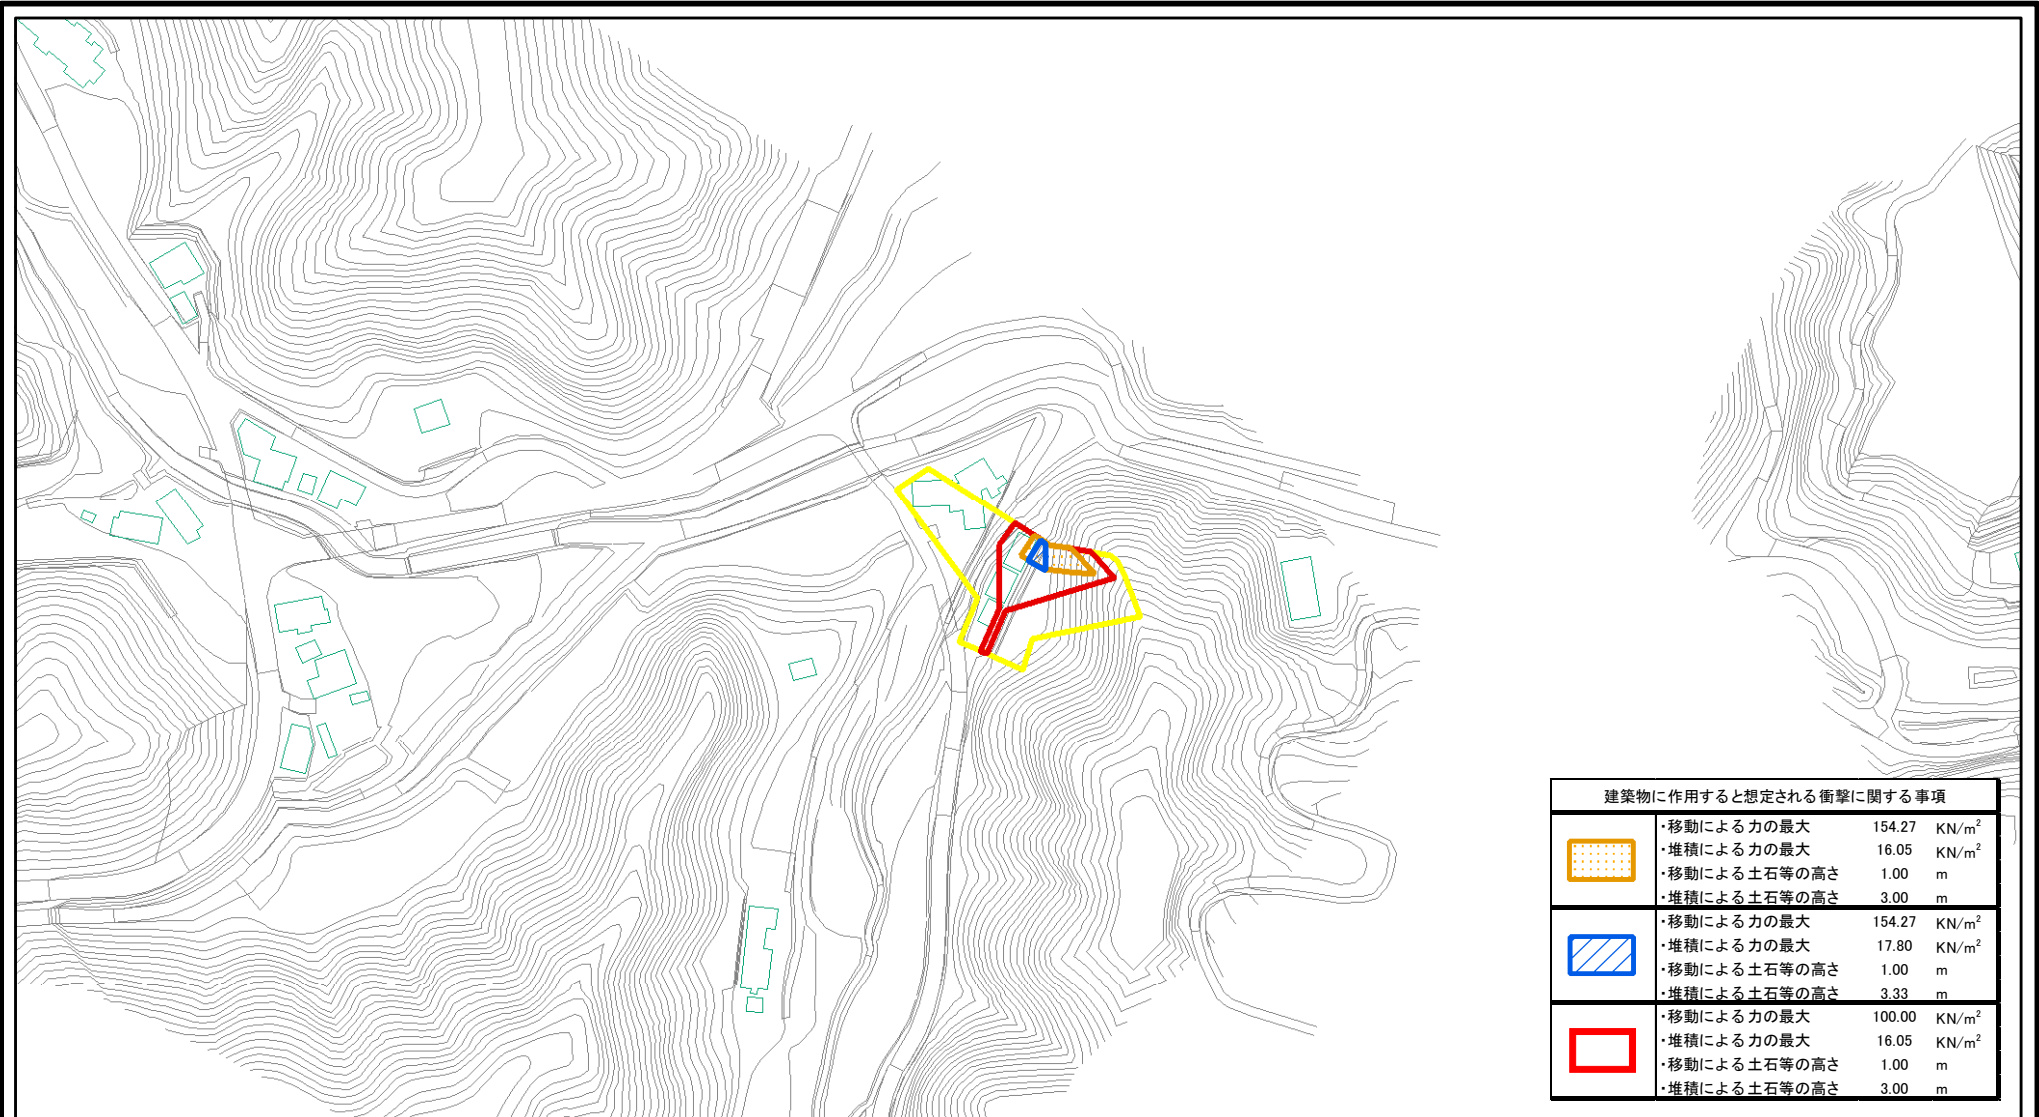 建築物に作用すると想定される衝撃に関する事項
・移動による力の最大 154.27 KN/m²
・堆積による力の最大 16.05 KN/m²
・移動による土石等の高さ 1.00 m
・堆積による土石等の高さ 3.00 m
・移動による力の最大 154.27 KN/m²
・堆積による力の最大 17.80 KN/m²
・移動による土石等の高さ 1.00 m
・堆積による土石等の高さ 3.33 m
・移動による力の最大 100.00 KN/m²
・堆積による力の最大 16.05 KN/m²
・移動による土石等の高さ 1.00 m
・堆積による土石等の高さ 3.00 m